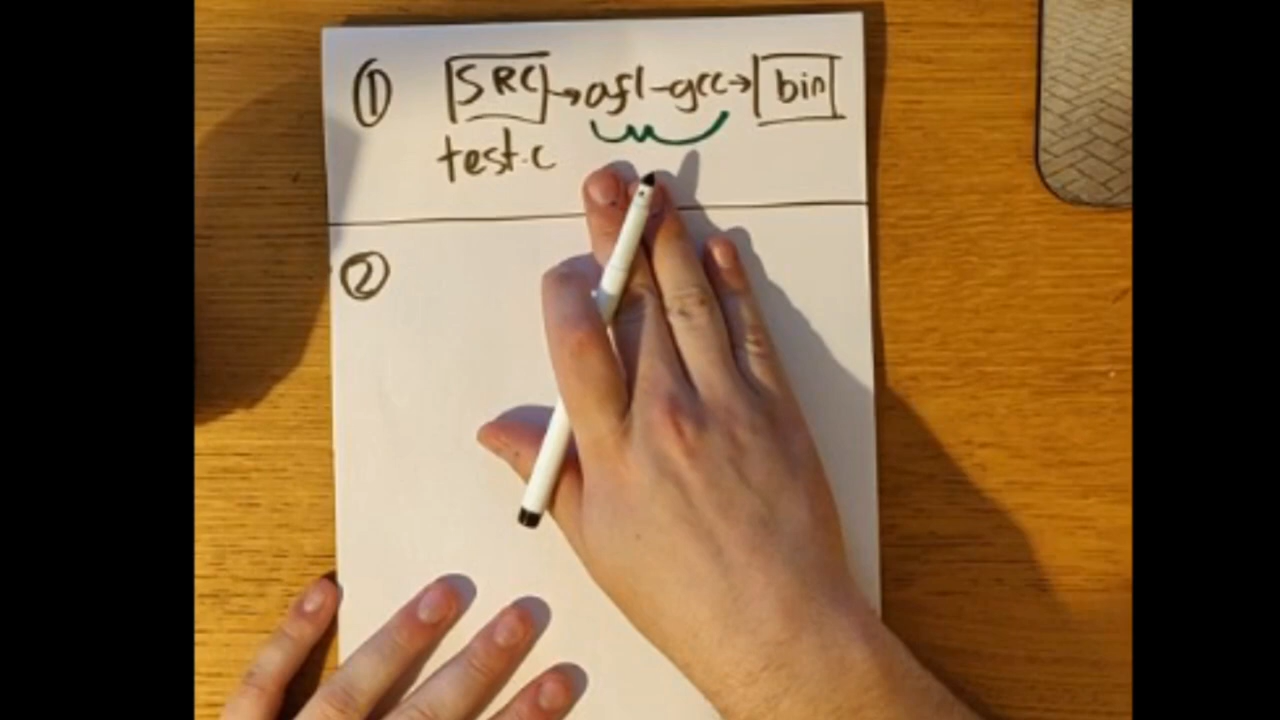 ① SRC → afl-gcc → bin
test.c
②